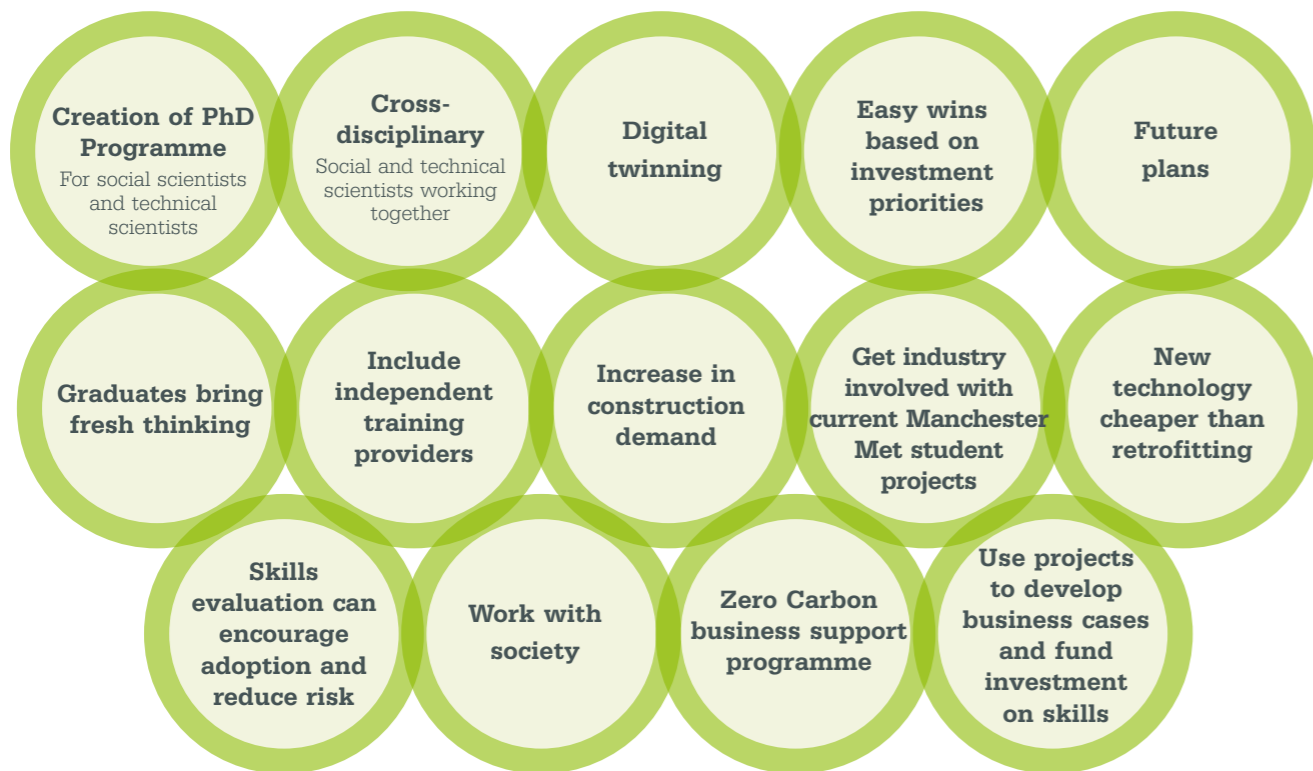 Creation of PhD
Programme
For social scientists
and technical
scientists
Cross-
disciplinary
Social and technical
scientists working
together
Digital
twinning
Easy wins
based on
investment
priorities
Future
plans
Graduates bring
fresh thinking
Include
independent
training
providers
Increase in
construction
demand
Get industry
involved with
current Manchester
Met student
projects
New
technology
cheaper than
retrofitting
Skills
evaluation can
encourage
adoption and
reduce risk
Work with
society
Zero Carbon
business support
programme
Use projects
to develop
business cases
and fund
investment
on skills